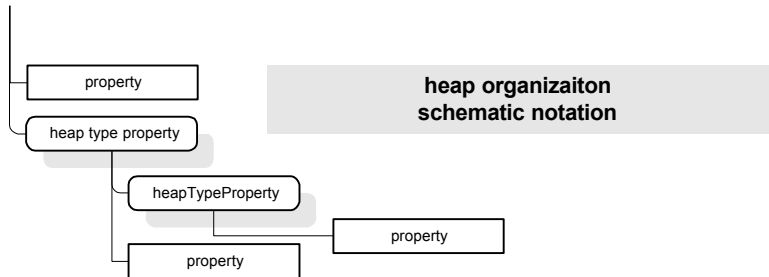 property
heap organizaiton
schematic notation
heap type property
heapTypeProperty
property
property